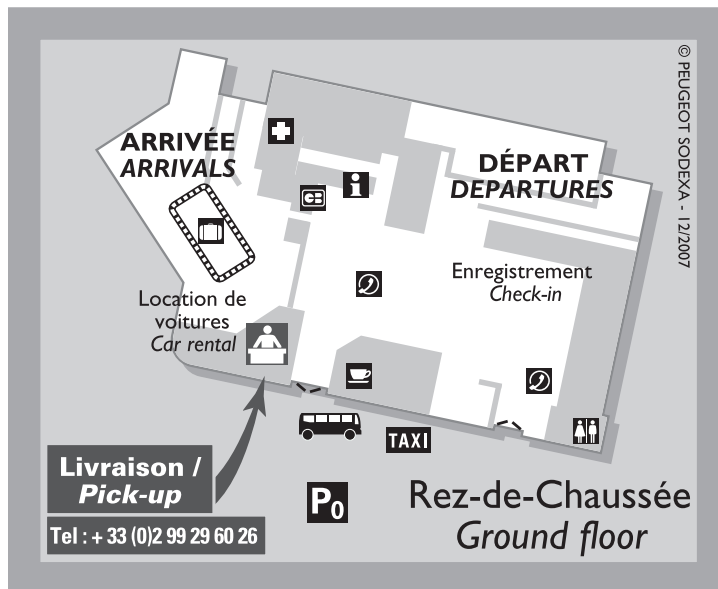 © PEUGEOT SODEXA - 12/2007
ARRIVÉE
ARRIVALS
DÉPART
DEPARTURES
i
Enregistrement
Check-in
Location de
voitures
Car rental
TAXI
Livraison /
Pick-up
Tel : + 33 (0)2 99 29 60 26
P0
Rez-de-Chaussée
Ground floor